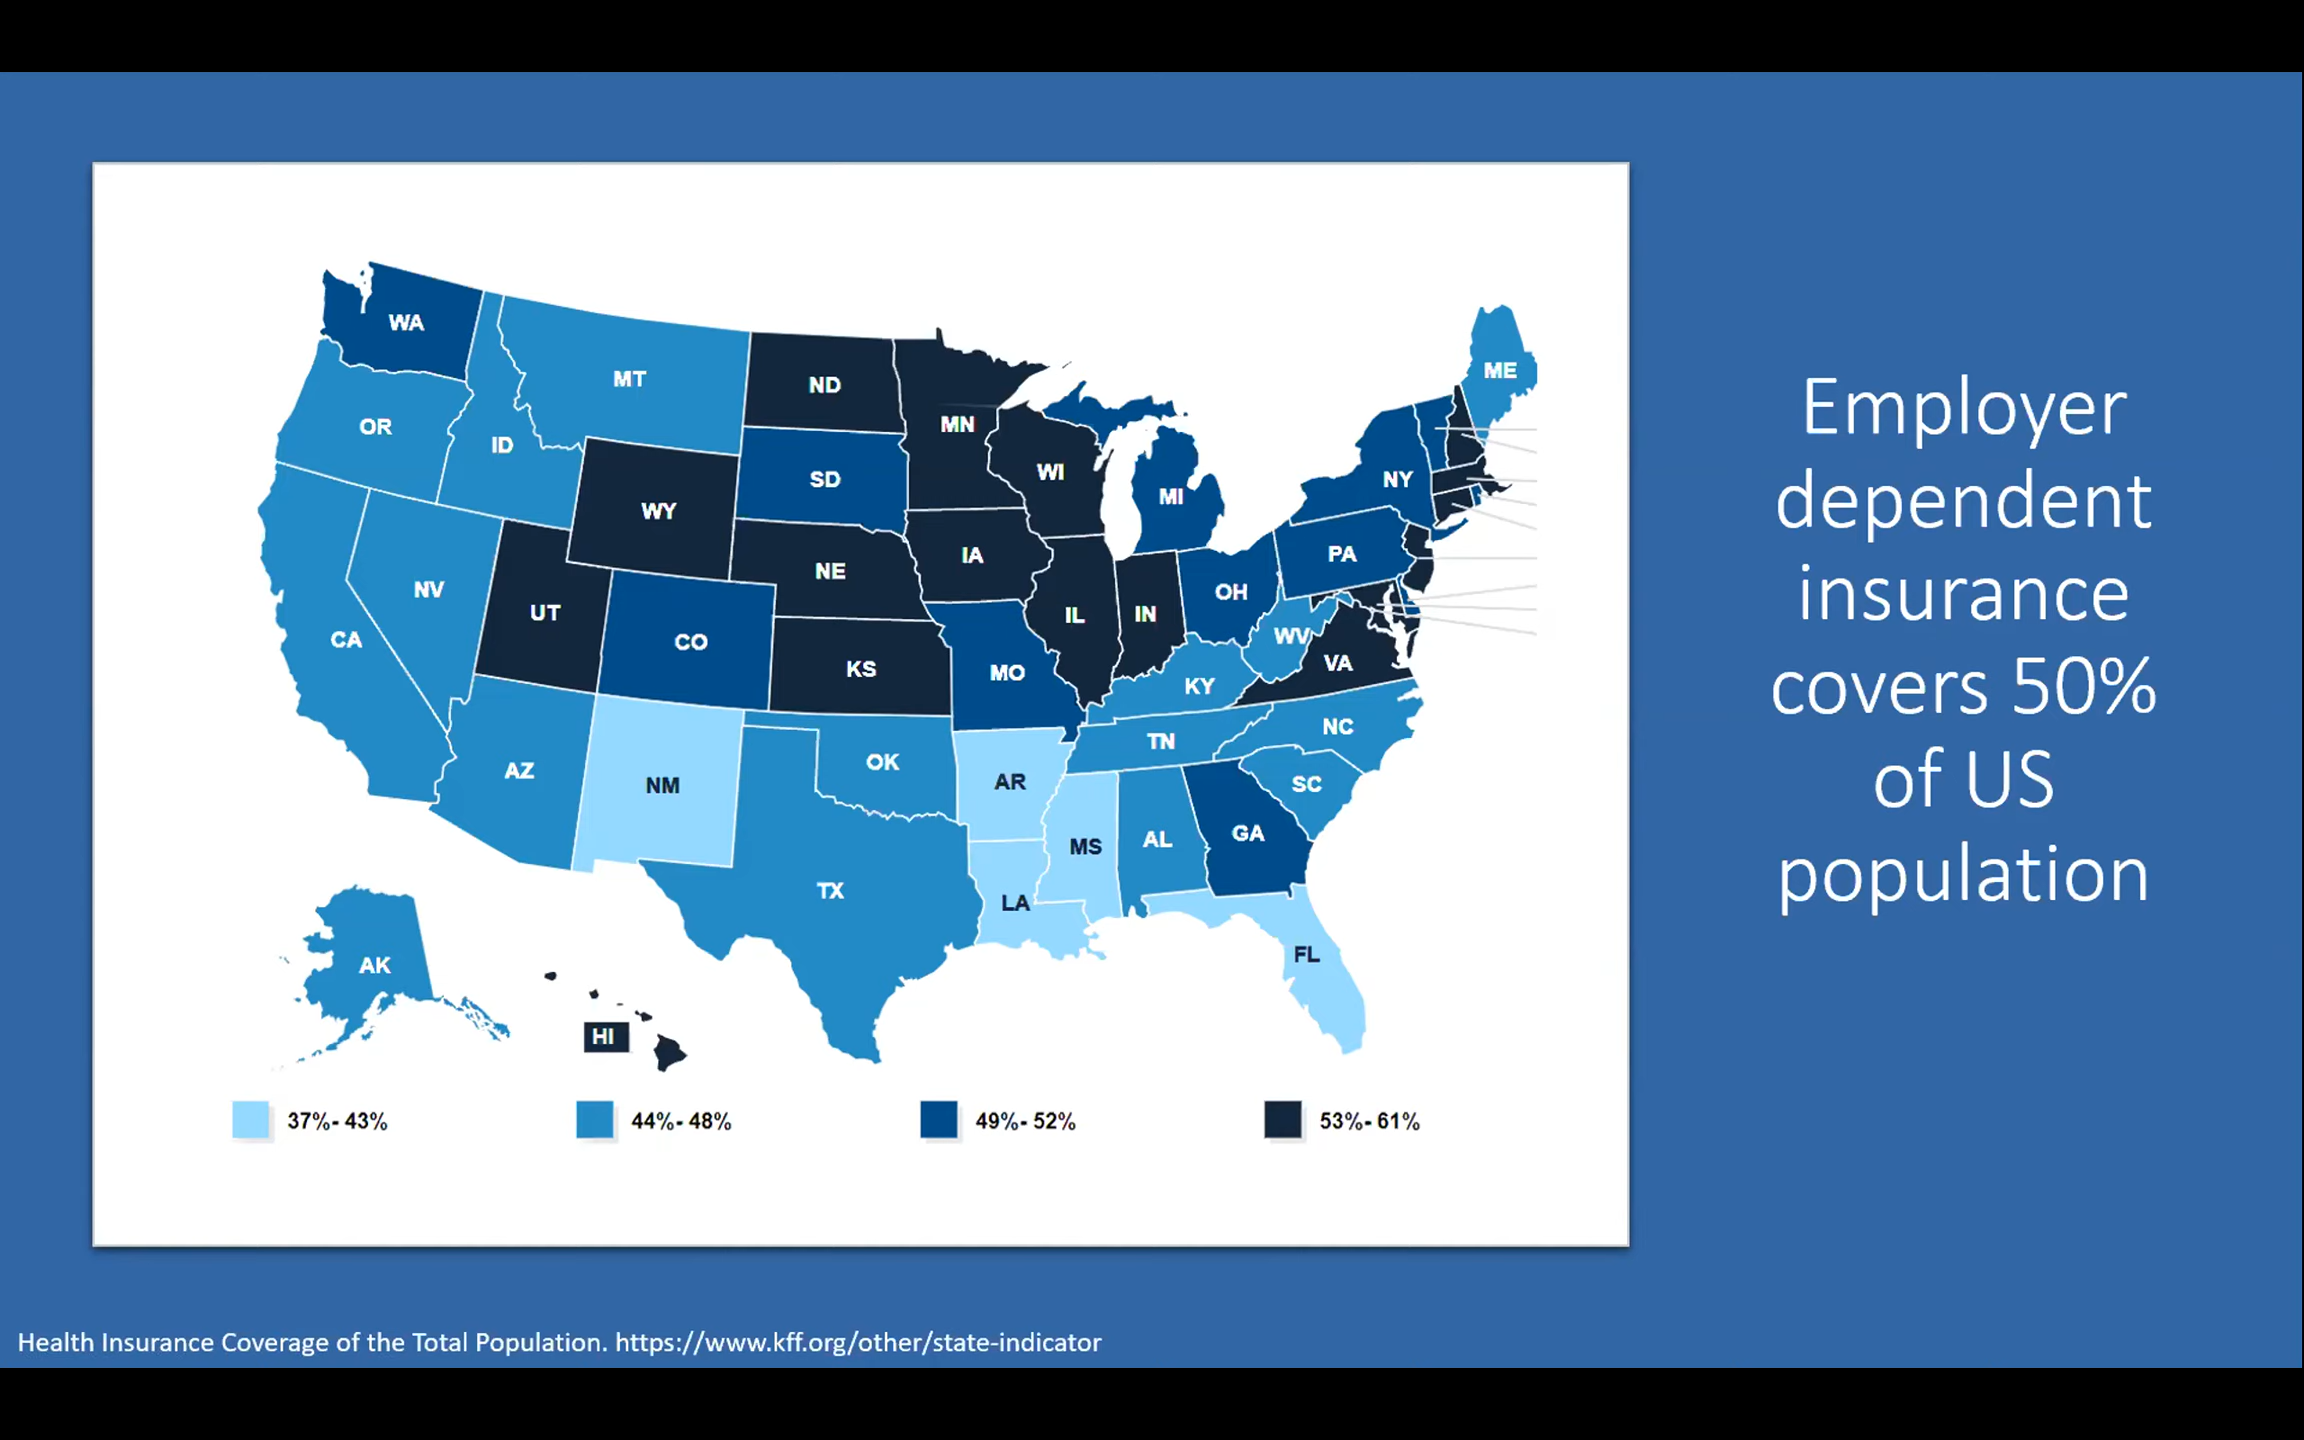 WA
MT
ND
MN
ME
OR
ID
SD
WI
MI
NY
WY
NE
IA
PA
NV
UT
CO
IL
IN
OH
CA
KS
MO
WV
VA
KY
AZ
NM
OK
AR
TN
NC
SC
MS
AL
GA
TX
LA
FL
AK
HI
37%- 43%
44%- 48%
49%- 52%
53%- 61%
Employer
dependent
insurance
covers 50%
of US
population
Health Insurance Coverage of the Total Population. https://www.kff.org/other/state-indicator